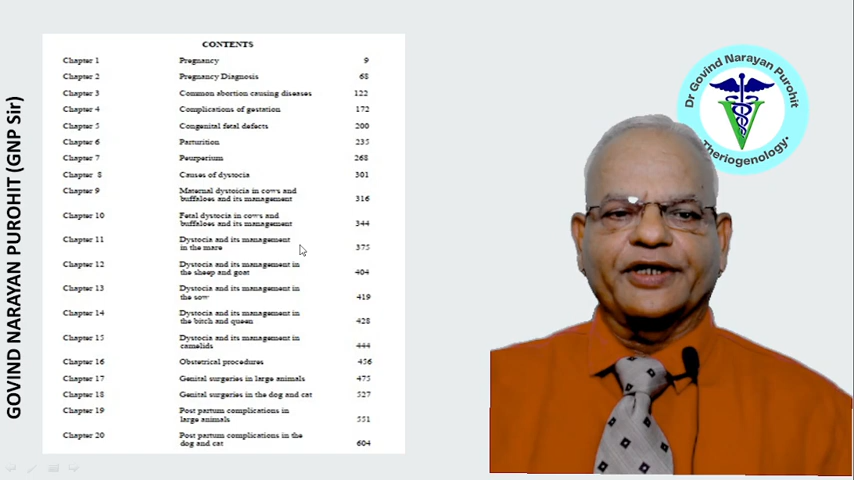 GOVIND NARAYAN PUROHIT (GNP Sir)
CONTENTS
Chapter 1 Pregnancy 9
Chapter 2 Pregnancy Diagnosis 68
Chapter 3 Common abortion causing diseases 122
Chapter 4 Complications of gestation 172
Chapter 5 Congenital fetal defects 200
Chapter 6 Parturition 235
Chapter 7 Peurperium 268
Chapter 8 Causes of dystocia 301
Chapter 9 Maternal dystoicia in cows and
buffaloes and its management 316
Chapter 10 Fetal dystocia in cows and
buffaloes and its management 344
Chapter 11 Dystocia and its management
in the mare 375
Chapter 12 Dystocia and its management in
the sheep and goat 404
Chapter 13 Dystocia and its management in
the sow 419
Chapter 14 Dystocia and its management in
the bitch and queen 428
Chapter 15 Dystocia and its management in
camelids 444
Chapter 16 Obstetrical procedures 456
Chapter 17 Genital surgeries in large animals 475
Chapter 18 Genital surgeries in the dog and cat 527
Chapter 19 Post partum complications in
large animals 551
Chapter 20 Post partum complications in the
dog and cat 604
Dr Govind Narayan Purohit
V
Theriogenology